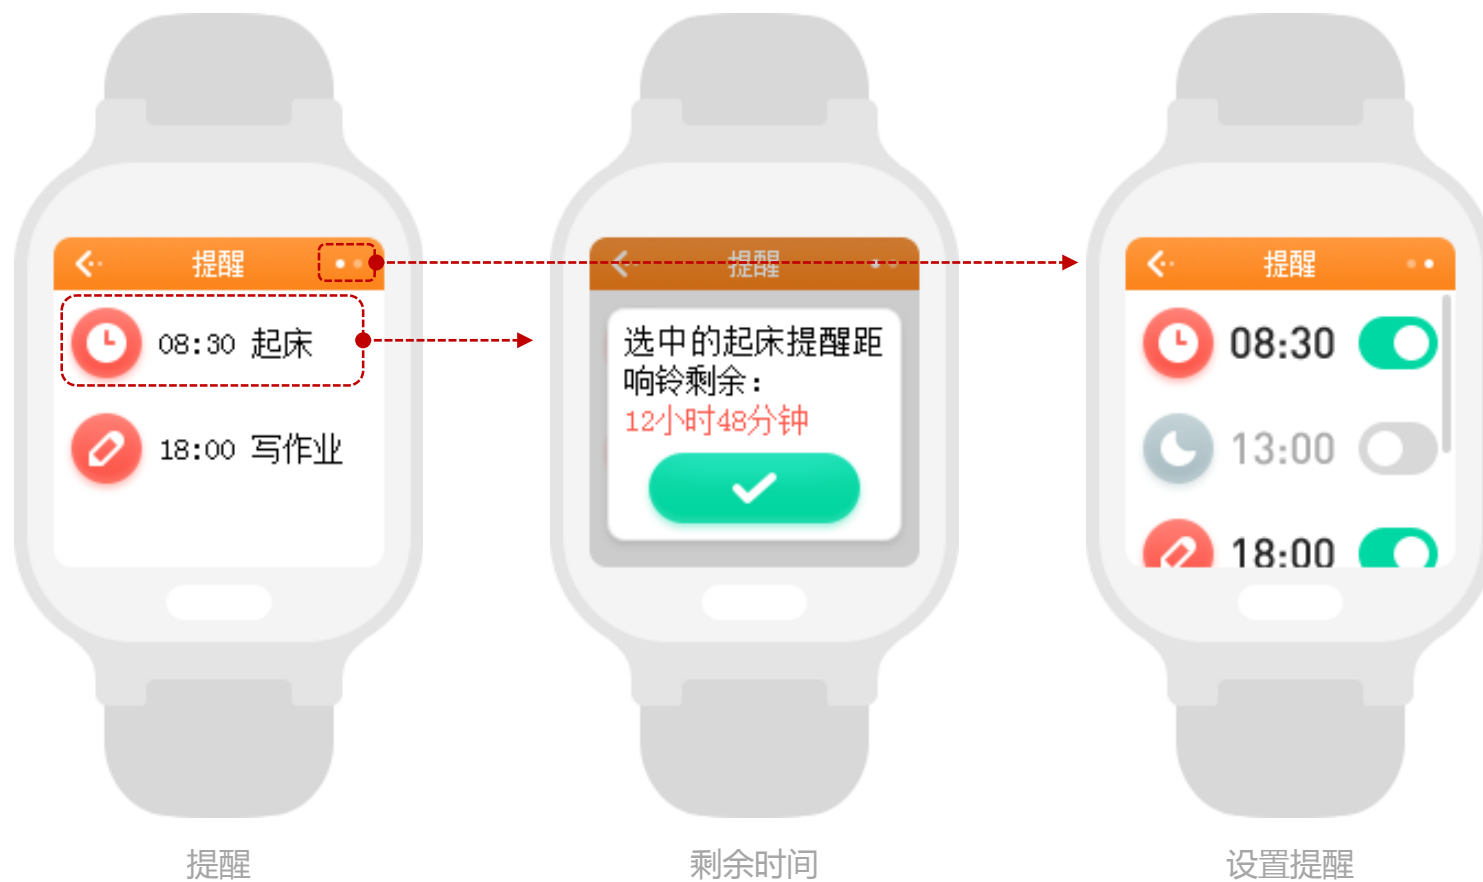 提醒
08:30 起床
18:00 写作业
提醒
选中的起床提醒距
响铃剩余：
12小时48分钟
提醒
08:30
13:00
18:00
提醒
剩余时间
设置提醒